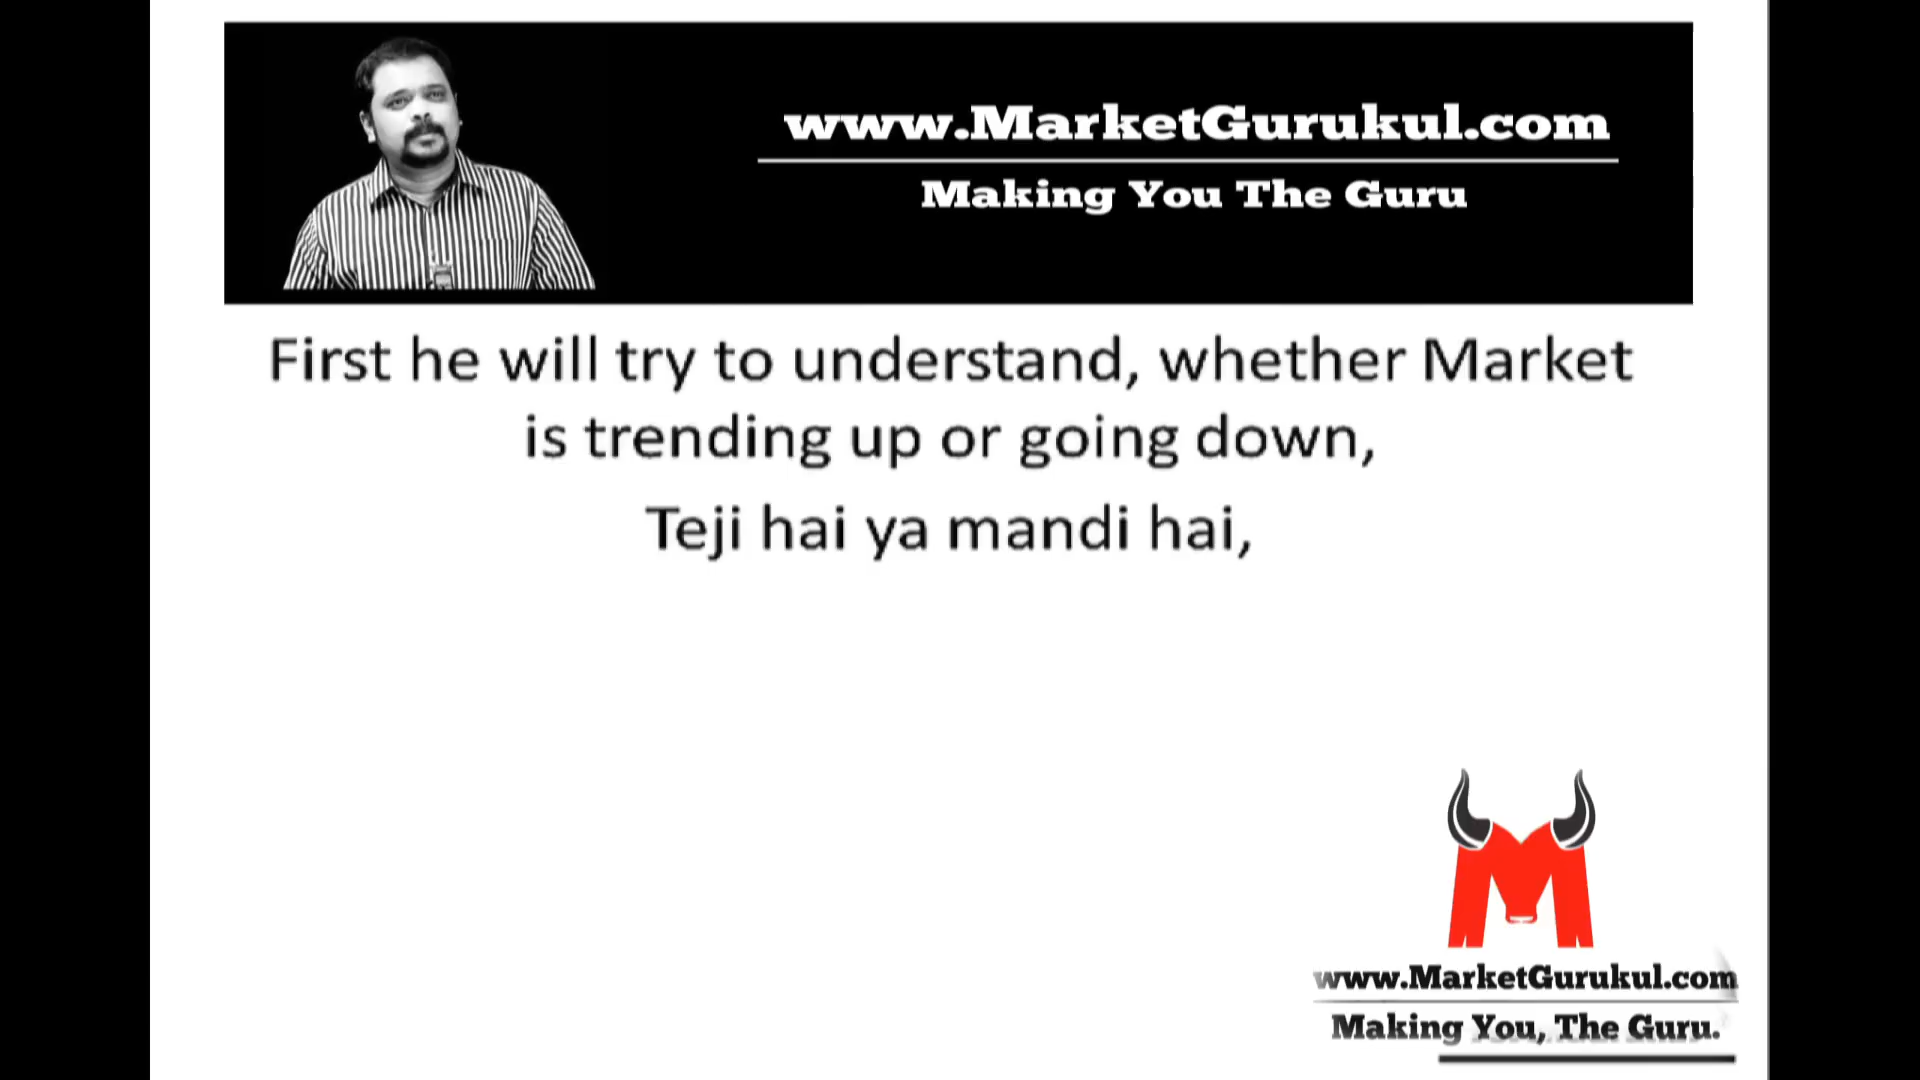 www.MarketGurukul.com
Making You The Guru
First he will try to understand, whether Market
is trending up or going down,
Teji hai ya mandi hai,
www.MarketGurukul.com
Making You, The Guru.